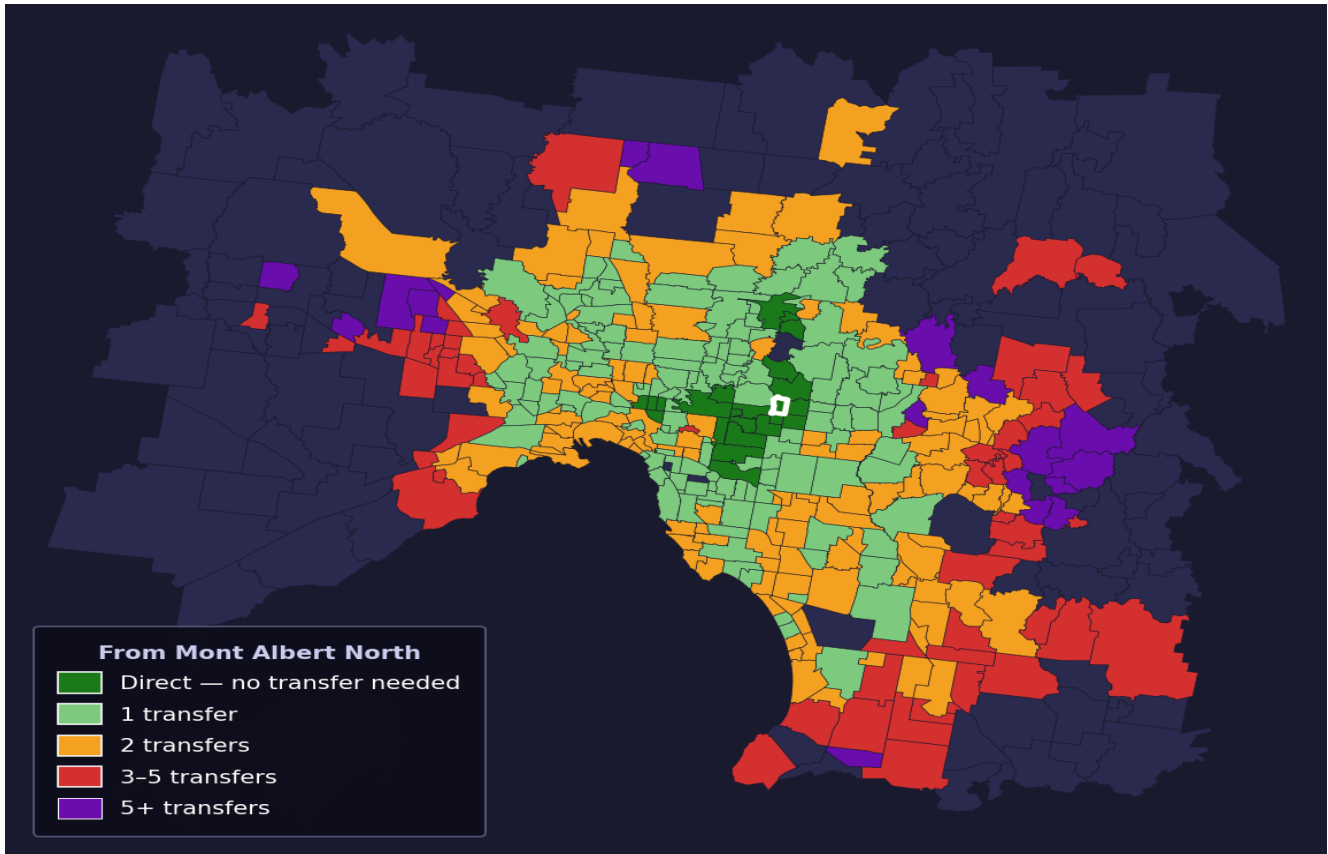 From Mont Albert North
Direct — no transfer needed
1 transfer
2 transfers
3–5 transfers
5+ transfers